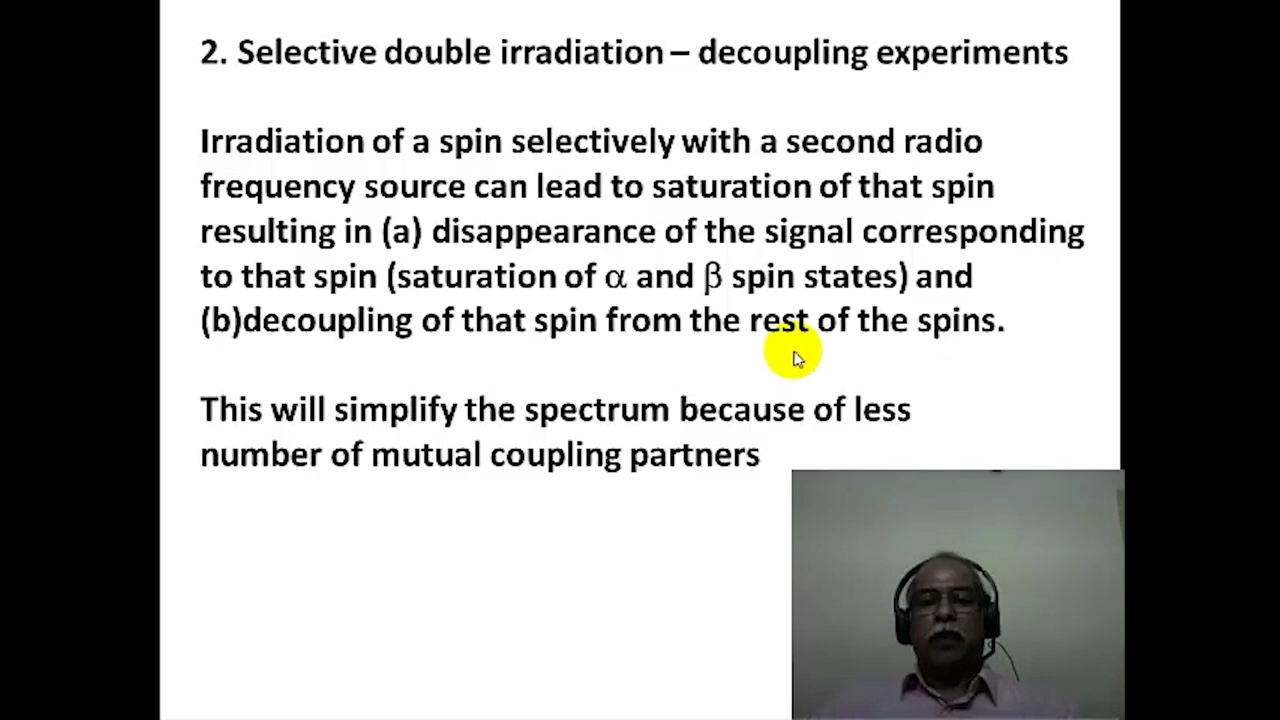 2. Selective double irradiation – decoupling experiments
Irradiation of a spin selectively with a second radio
frequency source can lead to saturation of that spin
resulting in (a) disappearance of the signal corresponding
to that spin (saturation of α and β spin states) and
(b)decoupling of that spin from the rest of the spins.
This will simplify the spectrum because of less
number of mutual coupling partners